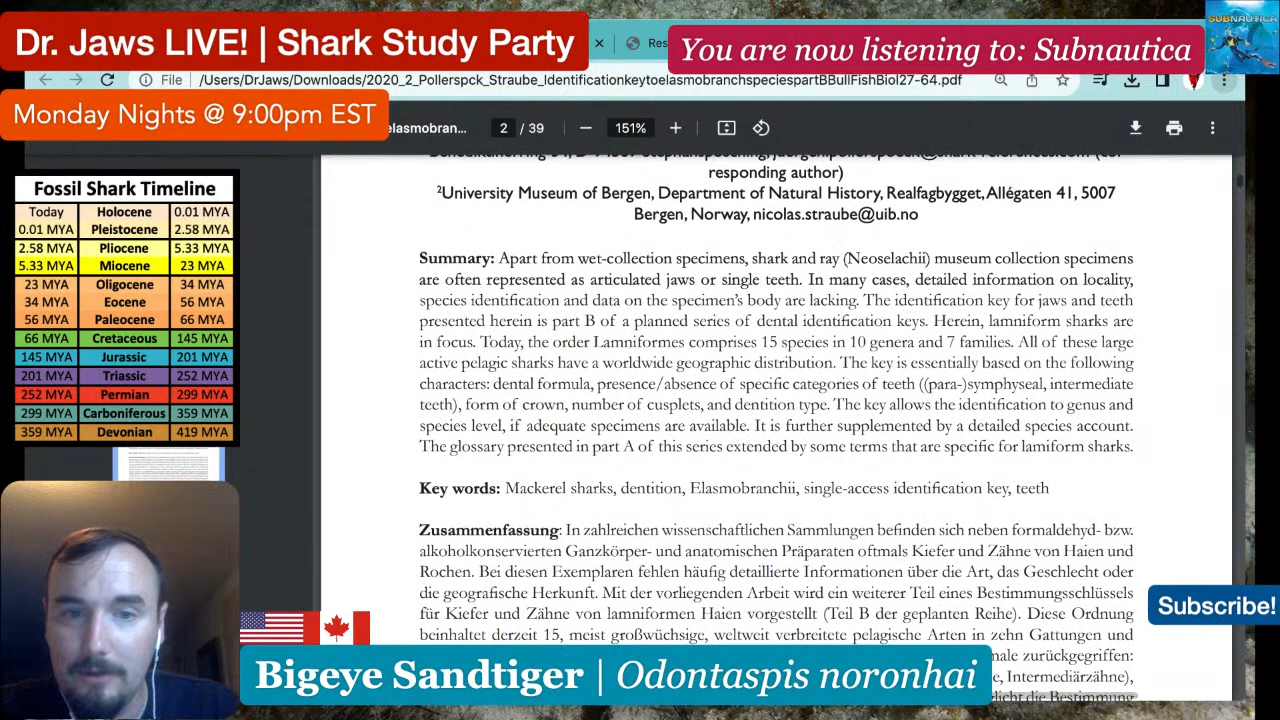 Dr. Jaws LIVE! | Shark Study Party
You are now listening to: Subnautica
SUBNAUTICA
Monday Nights @ 9:00pm EST
File
/Users/DrJaws/Downloads/2020_2_Pollerspck_Straube_IdentificationkeytoelasmobranchspeciespartBBullFishBiol27-64.pdf
elasmobran...
2 / 39
151%
responding author)
²University Museum of Bergen, Department of Natural History, Realfagbygget, Allégaten 41, 5007
Bergen, Norway, nicolas.straube@uib.no
Summary: Apart from wet-collection specimens, shark and ray (Neoselachii) museum collection specimens
are often represented as articulated jaws or single teeth. In many cases, detailed information on locality,
species identification and data on the specimen's body are lacking. The identification key for jaws and teeth
presented herein is part B of a planned series of dental identification keys. Herein, lamniform sharks are
in focus. Today, the order Lamniformes comprises 15 species in 10 genera and 7 families. All of these large
active pelagic sharks have a worldwide geographic distribution. The key is essentially based on the following
characters: dental formula, presence/absence of specific categories of teeth ((para-)symphyseal, intermediate
teeth), form of crown, number of cusplets, and dentition type. The key allows the identification to genus and
species level, if adequate specimens are available. It is further supplemented by a detailed species account.
The glossary presented in part A of this series extended by some terms that are specific for lamiform sharks.
Key words: Mackerel sharks, dentition, Elasmobranchii, single-access identification key, teeth
Zusammenfassung: In zahlreichen wissenschaftlichen Sammlungen befinden sich neben formaldehyd- bzw.
alkoholkonservierten Ganzkörper- und anatomischen Präparaten oftmals Kiefer und Zähne von Haien und
Rochen. Bei diesen Exemplaren fehlen häufig detaillierte Informationen über die Art, das Geschlecht oder
die geografische Herkunft. Mit der vorliegenden Arbeit wird ein weiterer Teil eines Bestimmungsschlüssels
für Kiefer und Zähne von lamniformen Haien vorgestellt (Teil B der geplanten Reihe). Diese Ordnung
beinhaltet derzeit 15, meist großwüchsige, weltweit verbreitete pelagische Arten in zehn Gattungen und
male zurückgegriffen:
e, Intermediärzähne),
licht die Bestimmung
Fossil Shark Timeline
Today Holocene 0.01 MYA
0.01 MYA Pleistocene 2.58 MYA
2.58 MYA Pliocene 5.33 MYA
5.33 MYA Miocene 23 MYA
23 MYA Oligocene 34 MYA
34 MYA Eocene 56 MYA
56 MYA Paleocene 66 MYA
66 MYA Cretaceous 145 MYA
145 MYA Jurassic 201 MYA
201 MYA Triassic 252 MYA
252 MYA Permian 299 MYA
299 MYA Carboniferous 359 MYA
359 MYA Devonian 419 MYA
Subscribe!
Bigeye Sandtiger | Odontaspis noronhai